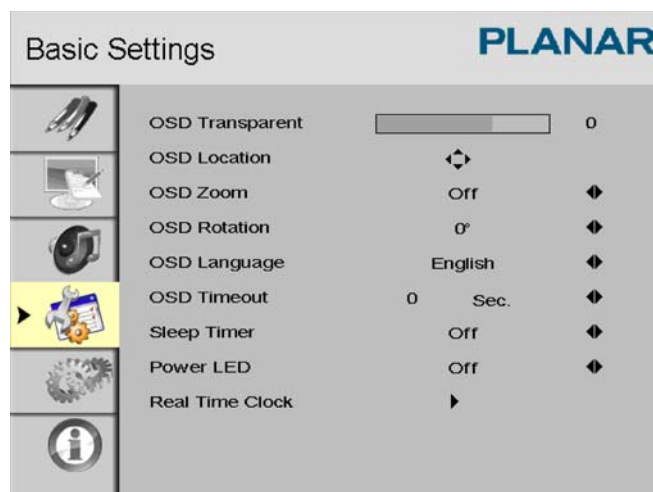 Basic Settings
PLANAR
OSD Transparent 0
OSD Location
OSD Zoom Off
OSD Rotation 0°
OSD Language English
OSD Timeout 0 Sec.
Sleep Timer Off
Power LED Off
Real Time Clock